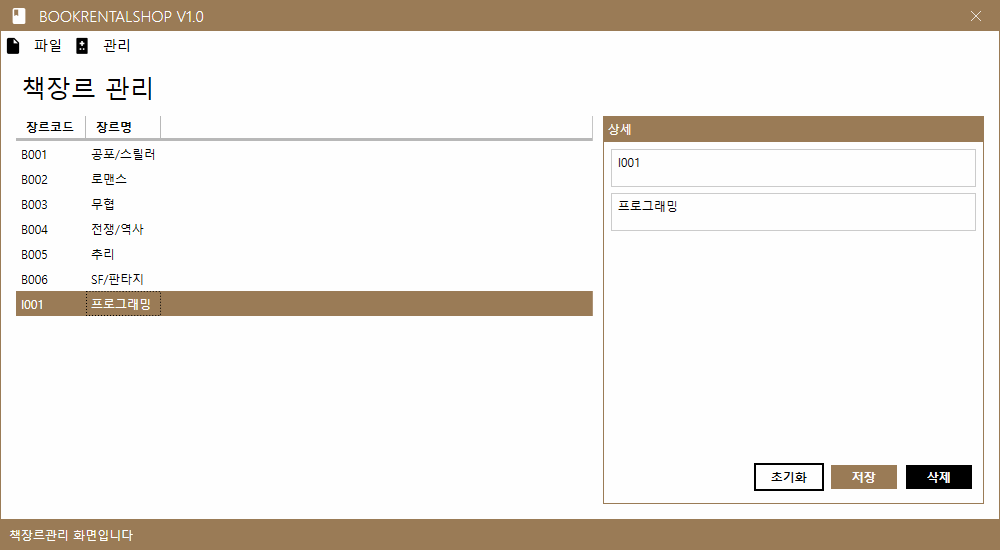 BOOKRENTALSHOP V1.0
파일 관리
책장르 관리
장르코드 장르명
B001 공포/스릴러
B002 로맨스
B003 무협
B004 전쟁/역사
B005 추리
B006 SF/판타지
I001 프로그래밍
상세
I001
프로그래밍
초기화 저장 삭제
책장르관리 화면입니다